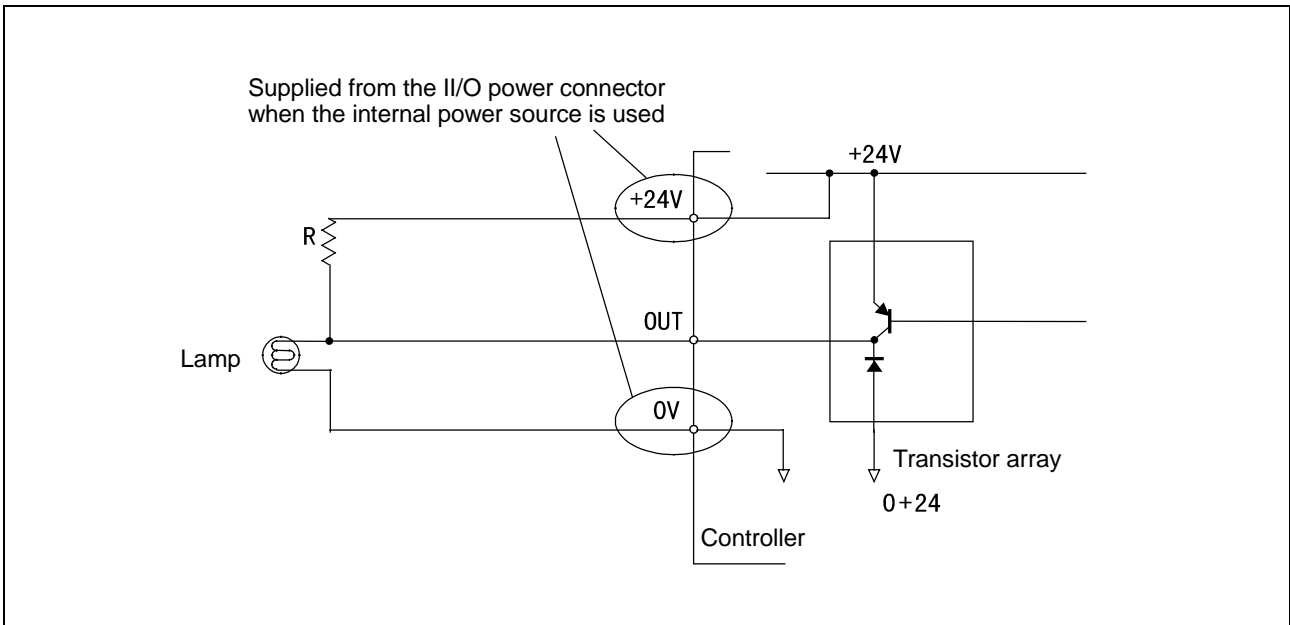 Supplied from the II/O power connector
when the internal power source is used
+24V
+24V
R
OUT
Lamp
0V
Transistor array
0+24
Controller